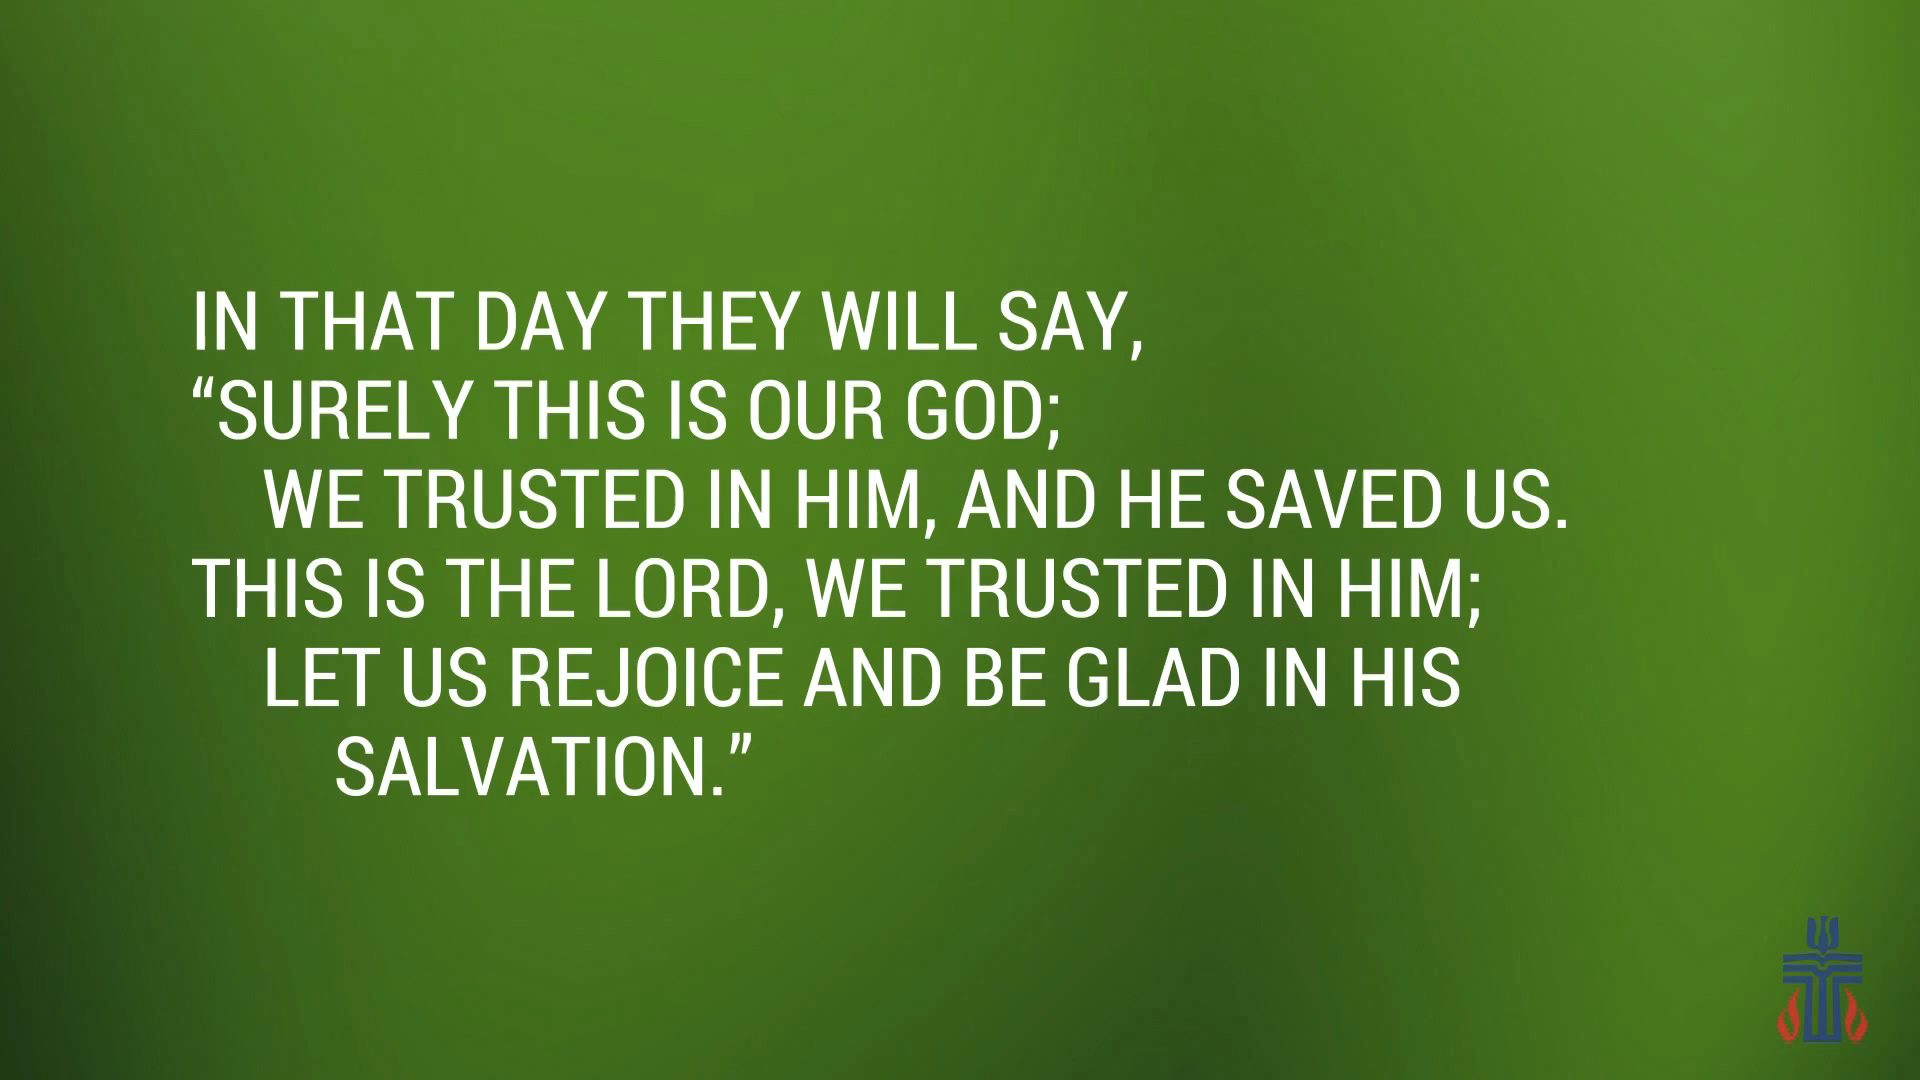 IN THAT DAY THEY WILL SAY,
“SURELY THIS IS OUR GOD;
WE TRUSTED IN HIM, AND HE SAVED US.
THIS IS THE LORD, WE TRUSTED IN HIM;
LET US REJOICE AND BE GLAD IN HIS
SALVATION.”